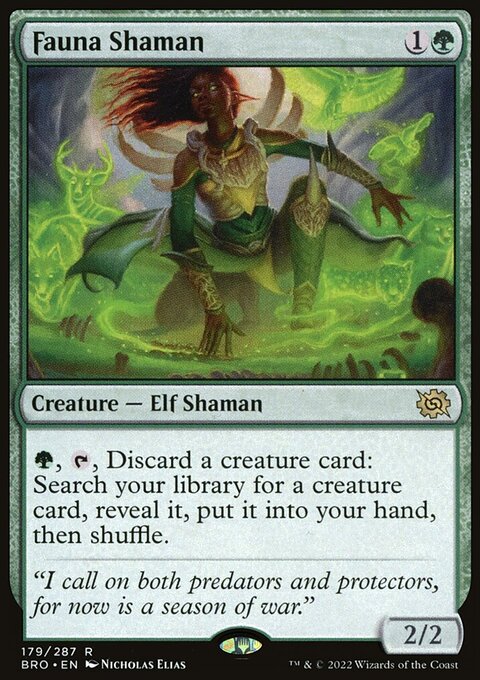 Fauna Shaman 1
Creature — Elf Shaman
, , Discard a creature card:
Search your library for a creature
card, reveal it, put it into your hand,
then shuffle.
“I call on both predators and protectors,
for now is a season of war.”
2/2
179/287 R
BRO • EN Nicholas Elias
™ & © 2022 Wizards of the Coast